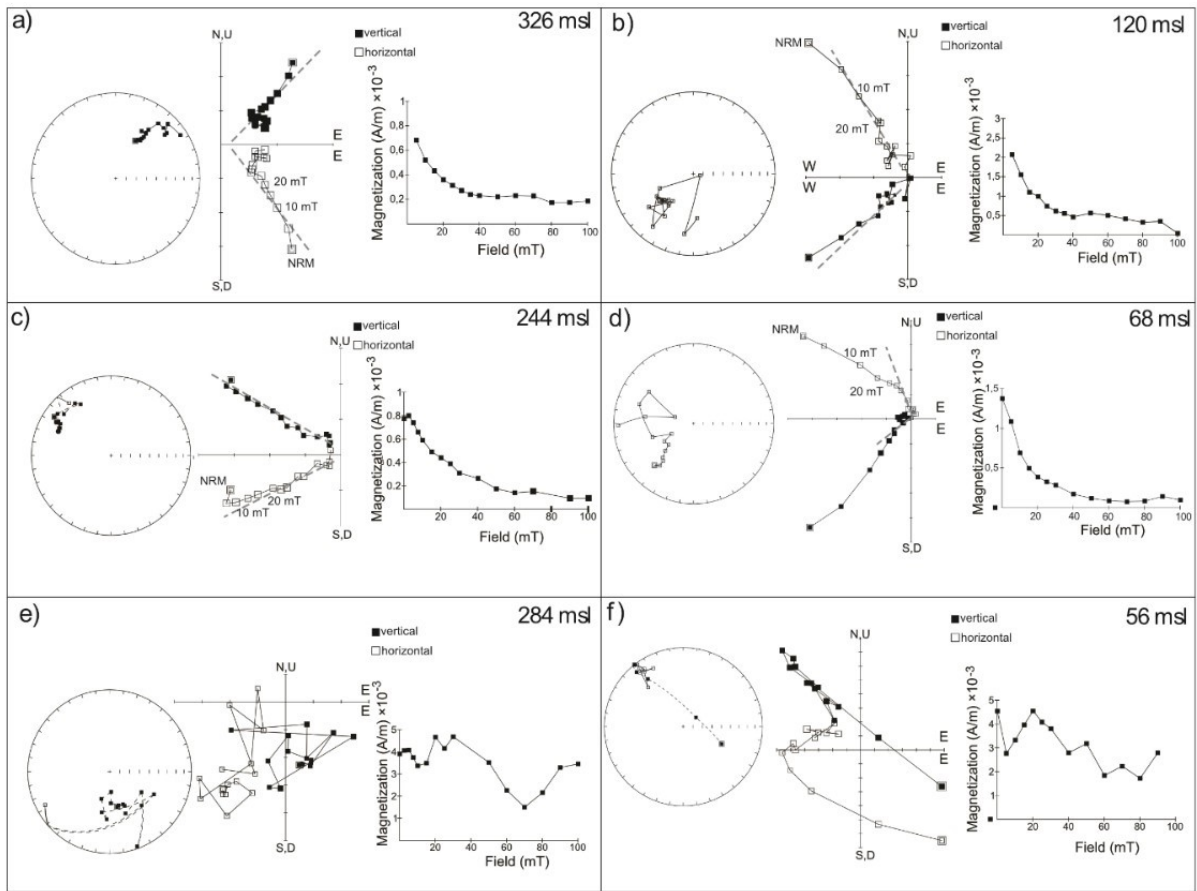 a) 326 msl
N,U
■vertical
□horizontal
E
E
20 mT
10 mT
NRM
S,D
Magnetization (A/m) ×10⁻³
1
0,8
0,6
0,4
0,2
20 40 60 80 100
Field (mT)
b) 120 msl
N,U
■vertical
□horizontal
NRM
10 mT
20 mT
W E
W E
S,D
Magnetization (A/m) ×10⁻³
3
2,5
2
1,5
1
0,5
20 40 60 80 100
Field (mT)
c) 244 msl
N,U
■vertical
□horizontal
E
E
NRM
20 mT
10 mT
S,D
Magnetization (A/m) ×10⁻³
1
0.8
0.6
0.4
0.2
20 40 60 80 100
Field (mT)
d) 68 msl
N,U
■vertical
□horizontal
NRM
10 mT
20 mT
E
E
S,D
Magnetization (A/m) ×10⁻³
1,5
1
0,5
20 40 60 80 100
Field (mT)
e) 284 msl
N,U
■vertical
□horizontal
E
E
S,D
Magnetization (A/m) ×10⁻³
5
4
3
2
1
20 40 60 80 100
Field (mT)
f) 56 msl
N,U
■vertical
□horizontal
E
E
S,D
Magnetization (A/m) ×10⁻³
5
4
3
2
1
20 40 60 80 100
Field (mT)